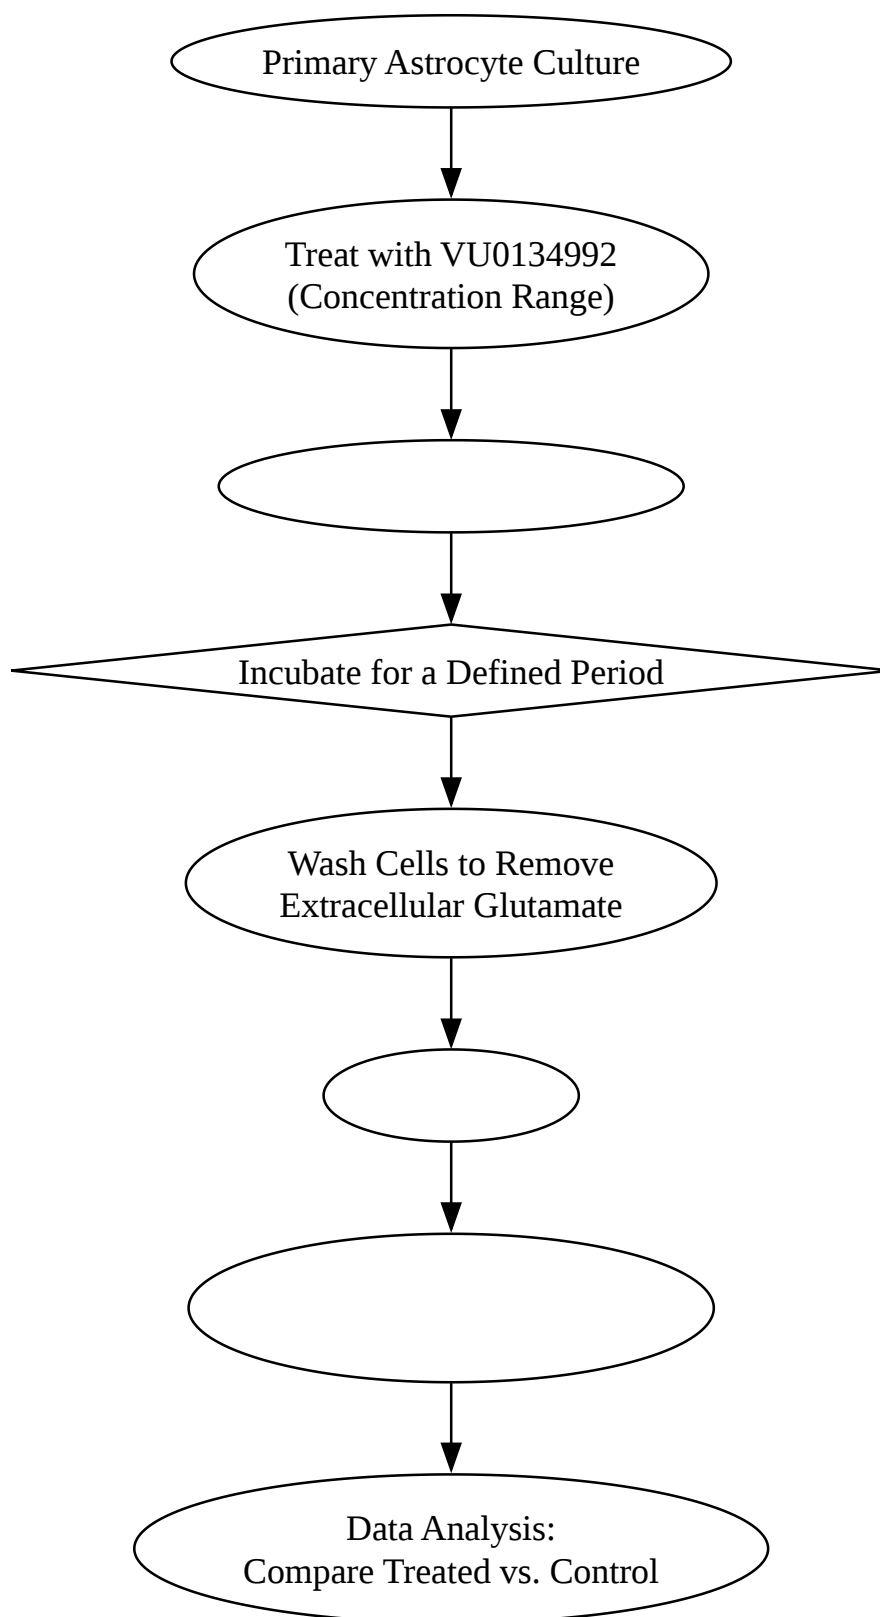 Primary Astrocyte Culture
Treat with VU0134992
(Concentration Range)
Incubate for a Defined Period
Wash Cells to Remove
Extracellular Glutamate
Data Analysis:
Compare Treated vs. Control